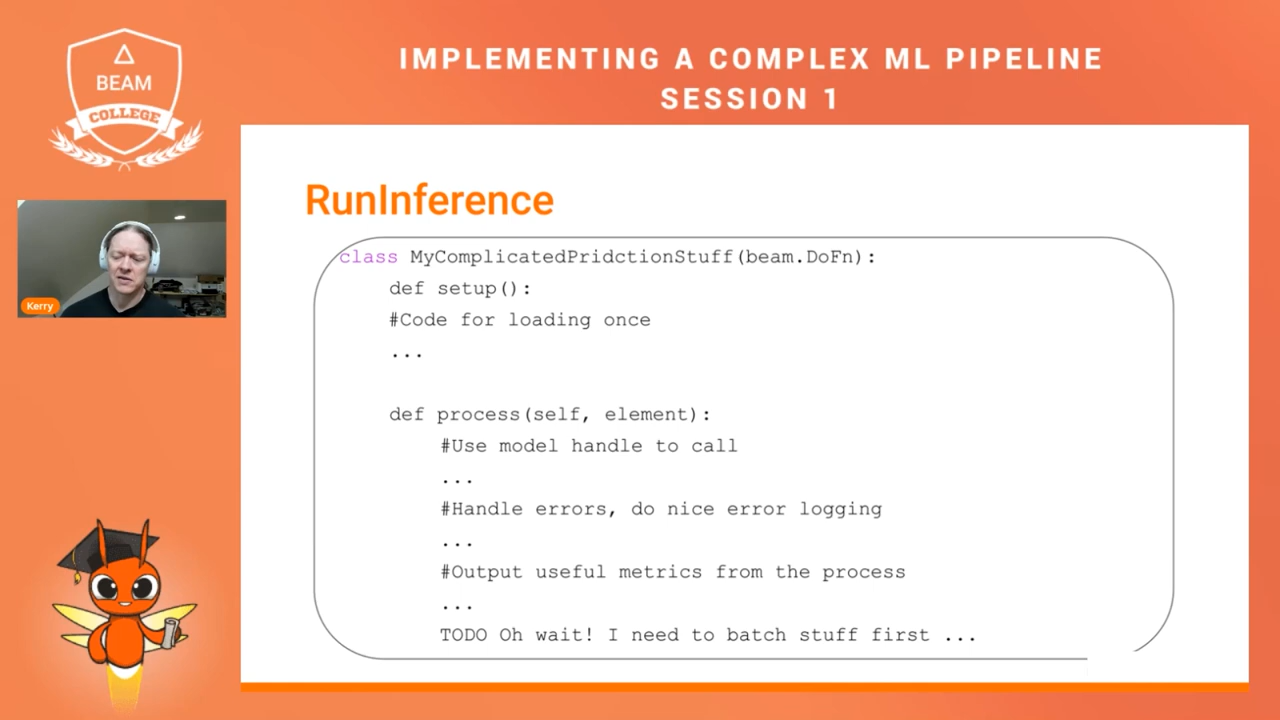 BEAM
COLLEGE
IMPLEMENTING A COMPLEX ML PIPELINE
SESSION 1
Kerry
RunInference
class MyComplicatedPridctionStuff(beam.DoFn):
def setup():
#Code for loading once
...
def process(self, element):
#Use model handle to call
...
#Handle errors, do nice error logging
...
#Output useful metrics from the process
...
TODO Oh wait! I need to batch stuff first ...